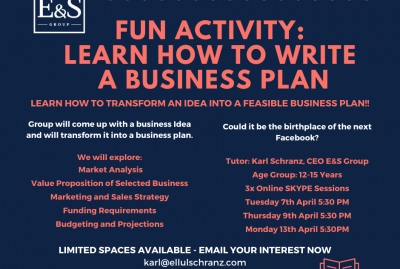 E&S
GROUP
FUN ACTIVITY:
LEARN HOW TO WRITE
A BUSINESS PLAN
LEARN HOW TO TRANSFORM AN IDEA INTO A FEASIBLE BUSINESS PLAN!!
Group will come up with a business Idea
and will transform it into a business plan.
We will explore:
Market Analysis
Value Proposition of Selected Business
Marketing and Sales Strategy
Funding Requirements
Budgeting and Projections
Could it be the birthplace of the next
Facebook?
Tutor: Karl Schranz, CEO E&S Group
Age Group: 12-15 Years
3x Online SKYPE Sessions
Tuesday 7th April 5:30 PM
Thursday 9th April 5:30 PM
Monday 13th April 5:30PM
LIMITED SPACES AVAILABLE - EMAIL YOUR INTEREST NOW
karl@ellulschranz.com